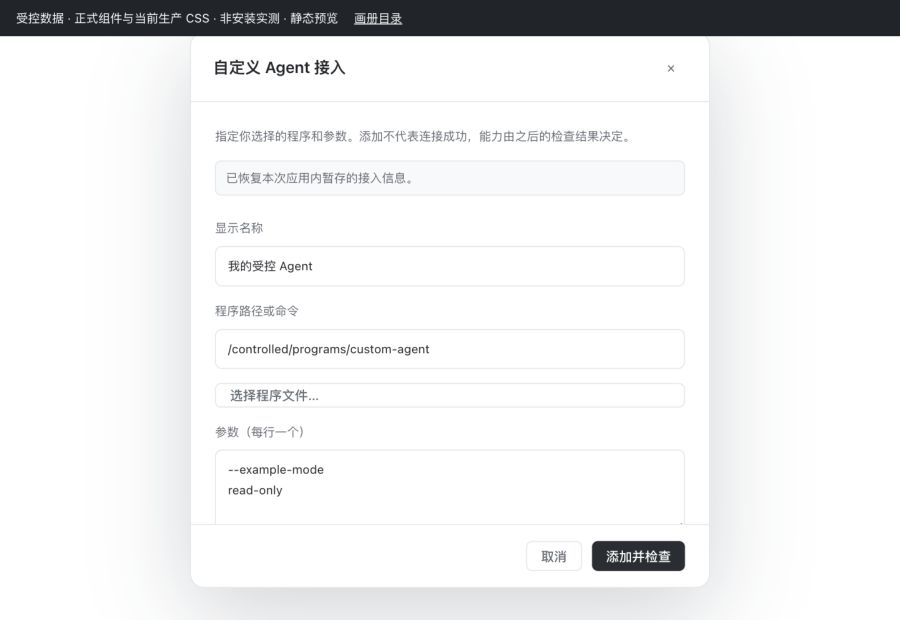 受控数据 · 正式组件与当前生产 CSS · 非安装实测 · 静态预览 画册目录
自定义 Agent 接入
×
指定你选择的程序和参数。添加不代表连接成功，能力由之后的检查结果决定。
已恢复本次应用内暂存的接入信息。
显示名称
我的受控 Agent
程序路径或命令
/controlled/programs/custom-agent
选择程序文件...
参数（每行一个）
--example-mode
read-only
取消 添加并检查